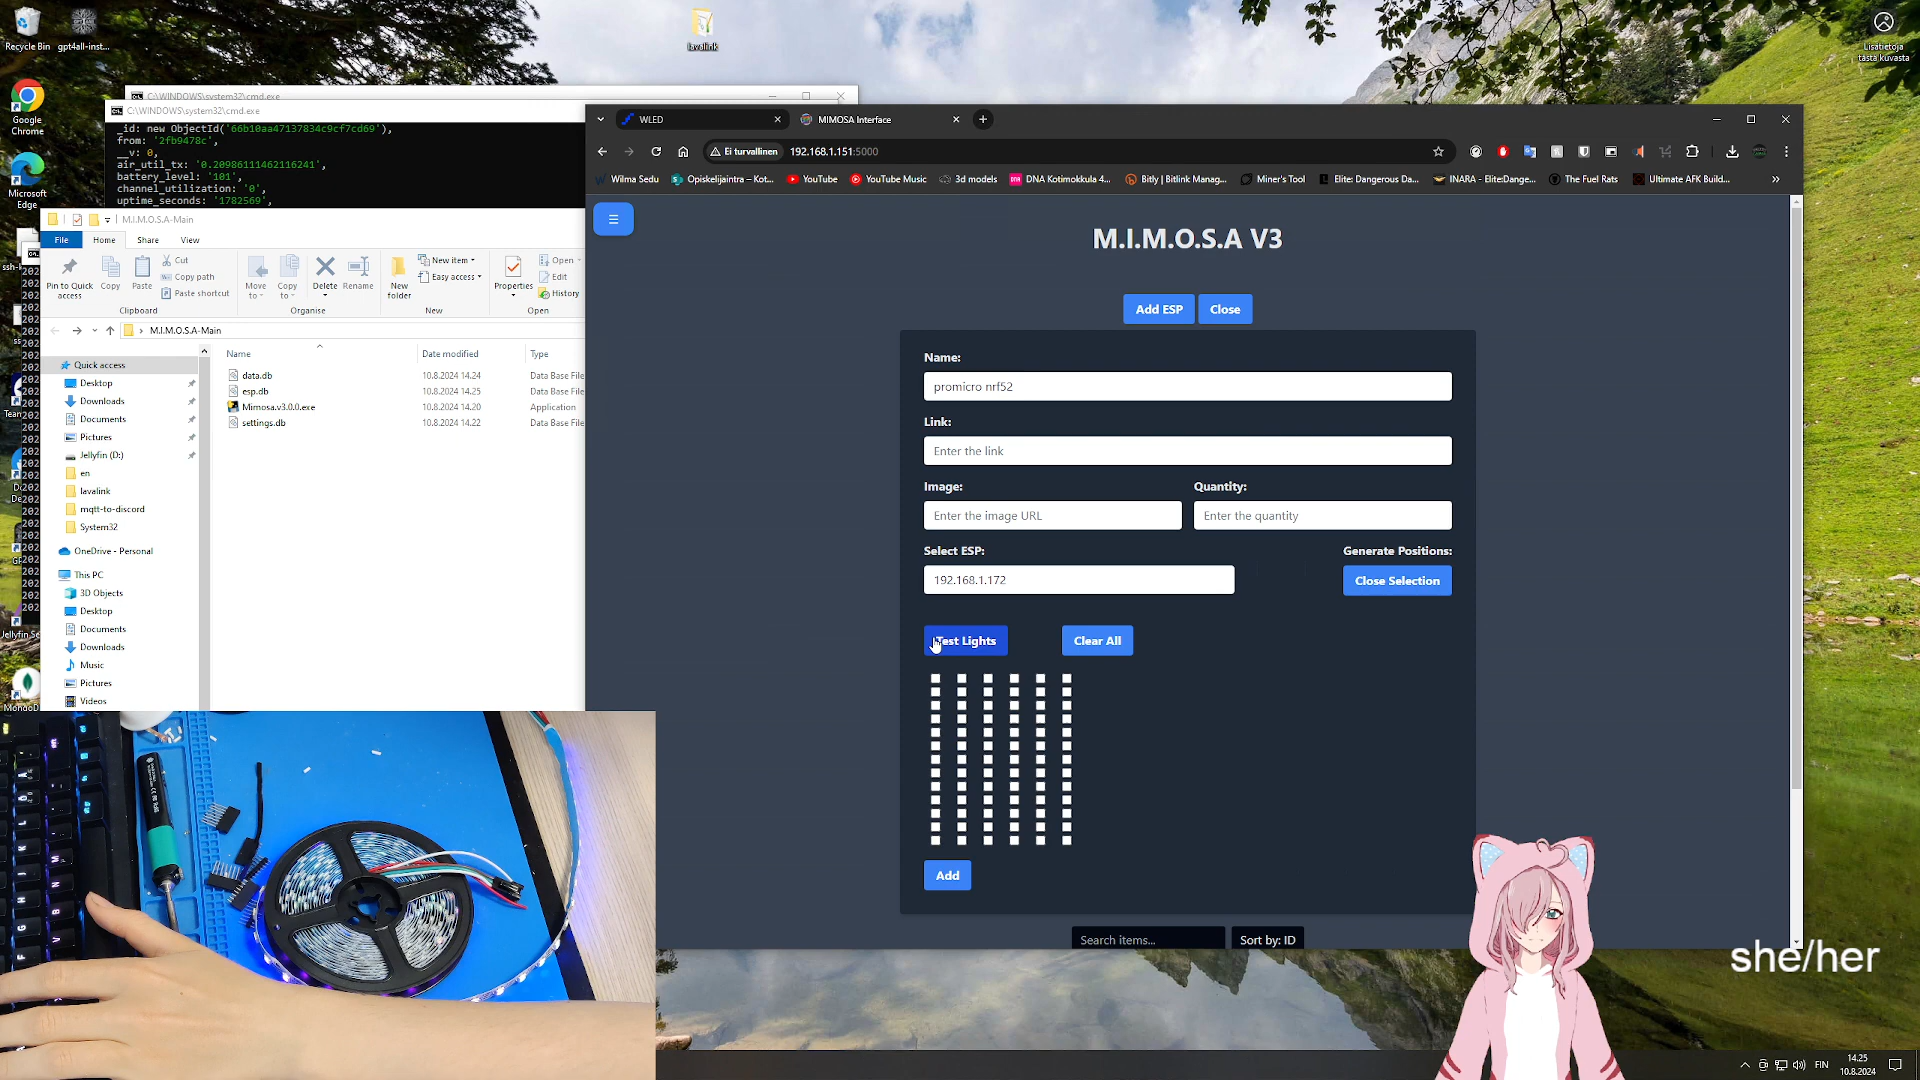 Recycle Bin
gpt4all-inst...
lavalink
Lisätietoja
tästä kuvasta
Google
Chrome
Microsoft
Edge
C:\WINDOWS\system32\cmd.exe
C:\WINDOWS\system32\cmd.exe
_id: new ObjectId('66b10aa47137834c9cf7cd69'),
from: '2fb9478c',
__v: 0,
air_util_tx: '0.20986111462116241',
battery_level: '101',
channel_utilization: '0',
uptime_seconds: '1782569',
M.I.M.O.S.A-Main
File
Home
Share
View
Pin to Quick
access
Copy
Paste
Cut
Copy path
Paste shortcut
Clipboard
Move
to
Copy
to
Delete
Rename
Organise
New
folder
New item
Easy access
New
Properties
Open
Edit
History
Open
M.I.M.O.S.A-Main
Name
Date modified
Type
data.db
10.8.2024 14.24
Data Base File
esp.db
10.8.2024 14.25
Data Base File
Mimosa.v3.0.0.exe
10.8.2024 14.20
Application
settings.db
10.8.2024 14.22
Data Base File
Quick access
Desktop
Downloads
Documents
Pictures
Jellyfin (D:)
en
lavalink
mqtt-to-discord
System32
OneDrive - Personal
This PC
3D Objects
Desktop
Documents
Downloads
Music
Pictures
Videos
WLED
MIMOSA Interface
Ei turvallinen
192.168.1.151:5000
Wilma Sedu
Opiskelijaintra – Kot...
YouTube
YouTube Music
3d models
DNA Kotimokkula 4...
Bitly | Bitlink Manag...
Miner's Tool
Elite: Dangerous Da...
INARA - Elite:Dange...
The Fuel Rats
Ultimate AFK Build...
»
M.I.M.O.S.A V3
Add ESP
Close
Name:
promicro nrf52
Link:
Enter the link
Image:
Quantity:
Enter the image URL
Enter the quantity
Select ESP:
Generate Positions:
192.168.1.172
Close Selection
Test Lights
Clear All
Add
Search items...
Sort by: ID
she/her
FIN
14.25
10.8.2024